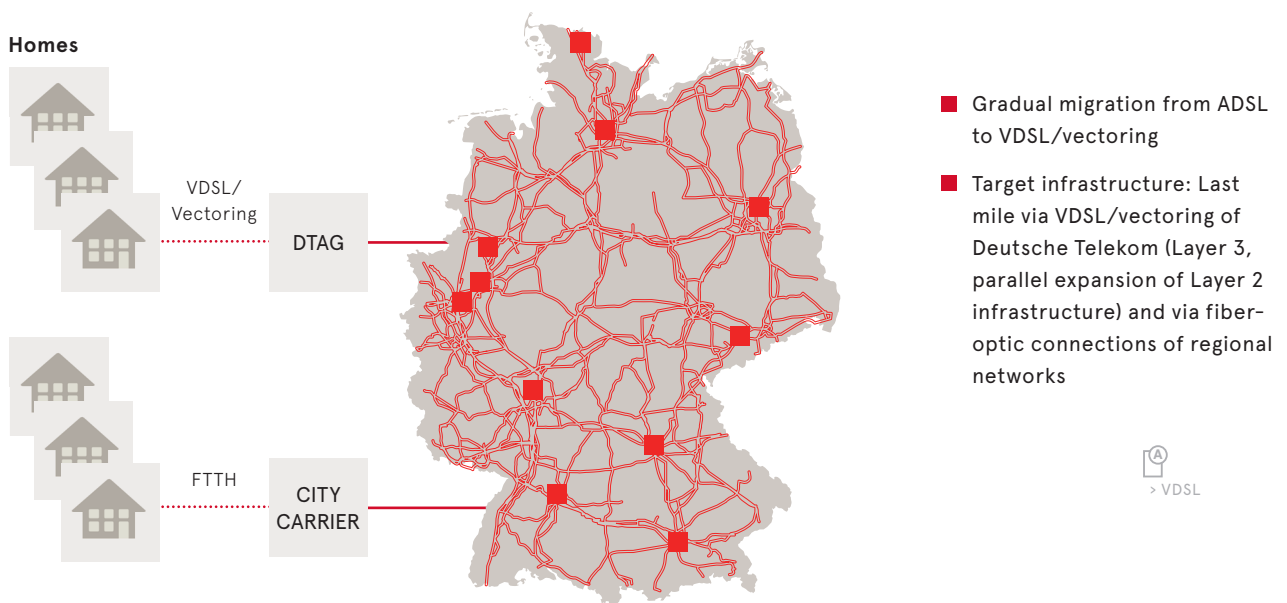 Homes
VDSL/
Vectoring
DTAG
FTTH
CITY
CARRIER
Gradual migration from ADSL
to VDSL/vectoring
Target infrastructure: Last
mile via VDSL/vectoring of
Deutsche Telekom (Layer 3,
parallel expansion of Layer 2
infrastructure) and via fiber-
optic connections of regional
networks
A
> VDSL